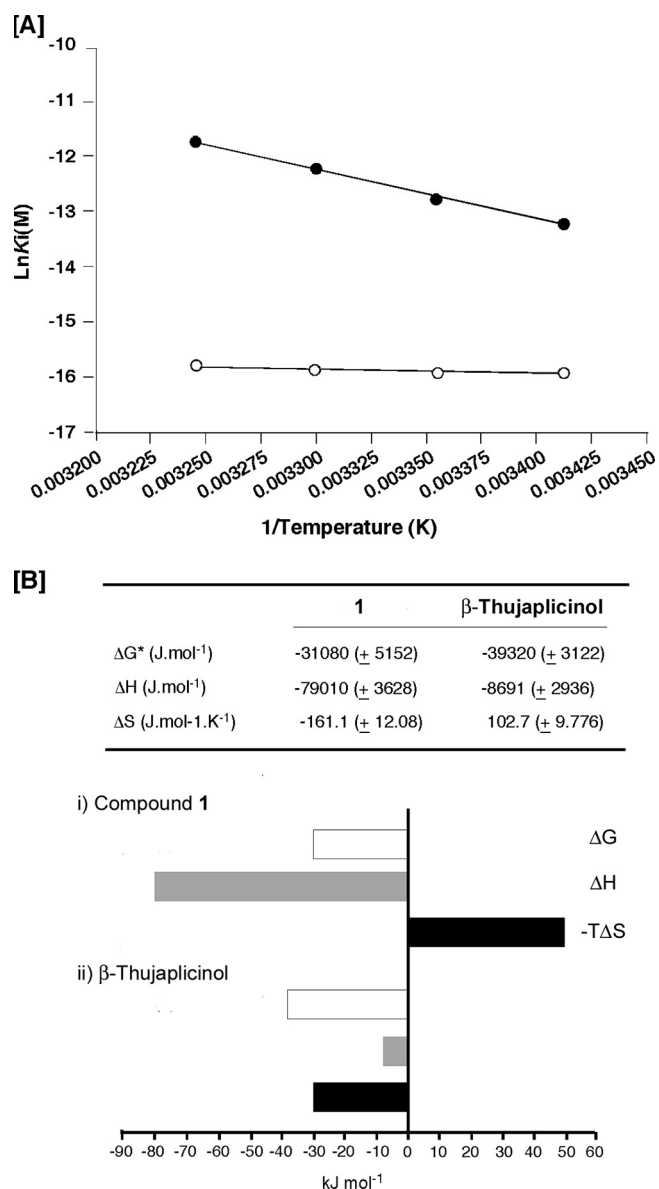 [A]
-10
-11
-12
-13
-14
-15
-16
-17
LnKi(M)
0.003200 0.003225 0.003250 0.003275 0.003300 0.003325 0.003350 0.003375 0.003400 0.003425 0.003450
1/Temperature (K)
[B]
1 β-Thujaplicinol
ΔG* (J.mol-1) -31080 (± 5152) -39320 (± 3122)
ΔH (J.mol-1) -79010 (± 3628) -8691 (± 2936)
ΔS (J.mol-1.K-1) -161.1 (± 12.08) 102.7 (± 9.776)
i) Compound 1
ΔG
ΔH
-TΔS
ii) β-Thujaplicinol
-90 -80 -70 -60 -50 -40 -30 -20 -10 0 10 20 30 40 50 60
kJ mol-1